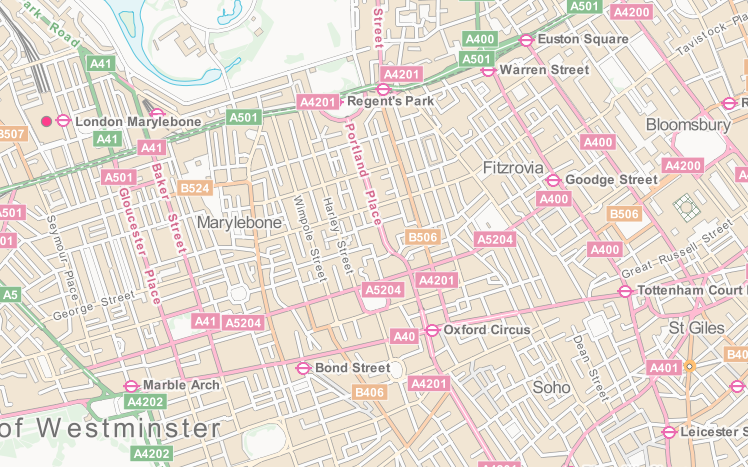 Street
A501
A4200
Park Road
A400
Euston Square
Tavistock Place
A41
A501
Warren Street
A4201
A4201
Regent's Park
London Marylebone
A501
Bloomsbury
B507
A41
A41
Portland Place
A400
Fitzrovia
A4200
A501
B524
Goodge Street
Baker Street
Gloucester Place
A400
A501
Seymour Place
Marylebone
Wimpole Street
Harley Street
B506
B506
A5204
A400
Great Russell Street
A4201
A5204
Tottenham Court
A5
George Street
A41
A5204
Oxford Circus
St Giles
A40
Dean Street
Bond Street
A401
Marble Arch
A4201
Soho
B406
A4202
of Westminster
Leicester
A4202